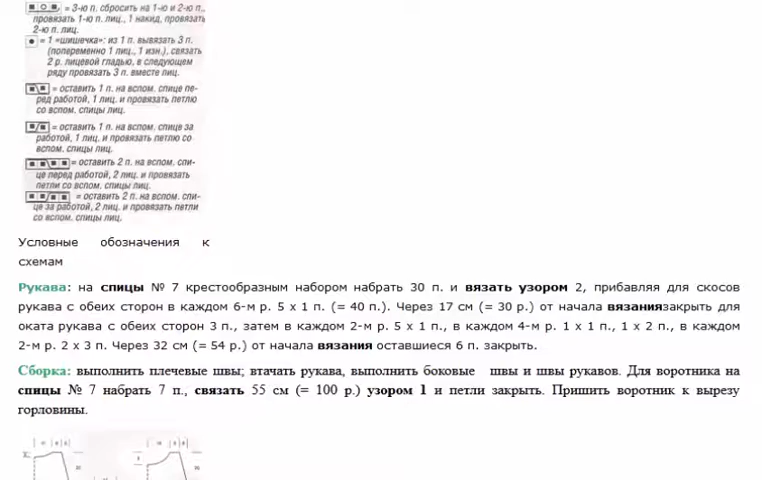 = 3-ю п. сбросить на 1-ю и 2-ю п.,
провязать 1-ю п. лиц., 1 накид, провязать
2-ю п. лиц.
= 1 «шишечка»: из 1 п. вывязать 3 п.
(попеременно 1 лиц., 1 изн.), связать
2 р. лицевой гладью, в следующем
ряду провязать 3 п. вместе лиц.
= оставить 1 п. на вспом. спице пе-
ред работой, 1 лиц. и провязать петлю
со вспом. спицы лиц.
= оставить 1 п. на вспом. спице за
работой, 1 лиц. и провязать петлю со
вспом. спицы лиц.
= оставить 2 п. на вспом. спи-
це перед работой, 2 лиц. и провязать
петли со вспом. спицы лиц.
= оставить 2 п. на вспом. спи-
це за работой, 2 лиц. и провязать петли
со вспом. спицы лиц.
Условные обозначения к
схемам
Рукава: на спицы № 7 крестообразным набором набрать 30 п. и вязать узором 2, прибавляя для скосов
рукава с обеих сторон в каждом 6-м р. 5 х 1 п. (= 40 п.). Через 17 см (= 30 р.) от начала вязаниязакрыть для
оката рукава с обеих сторон 3 п., затем в каждом 2-м р. 5 х 1 п., в каждом 4-м р. 1 х 1 п., 1 х 2 п., в каждом
2-м р. 2 х 3 п. Через 32 см (= 54 р.) от начала вязания оставшиеся 6 п. закрыть.
Сборка: выполнить плечевые швы; втачать рукава, выполнить боковые швы и швы рукавов. Для воротника на
спицы № 7 набрать 7 п., связать 55 см (= 100 р.) узором 1 и петли закрыть. Пришить воротник к вырезу
горловины.